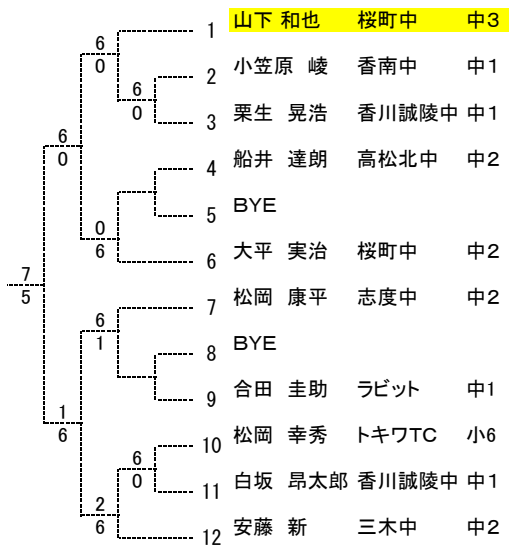 1 山下 和也 桜町中 中3
6
0
2 小笠原 崚 香南中 中1
6
0
3 栗生 晃浩 香川誠陵中 中1
6
0
4 船井 達朗 高松北中 中2
5 BYE
0
6
6 大平 実治 桜町中 中2
7
5
7 松岡 康平 志度中 中2
6
1
8 BYE
9 合田 圭助 ラビット 中1
1
6
10 松岡 幸秀 トキワTC 小6
6
0
11 白坂 昂太郎 香川誠陵中 中1
2
6
12 安藤 新 三木中 中2